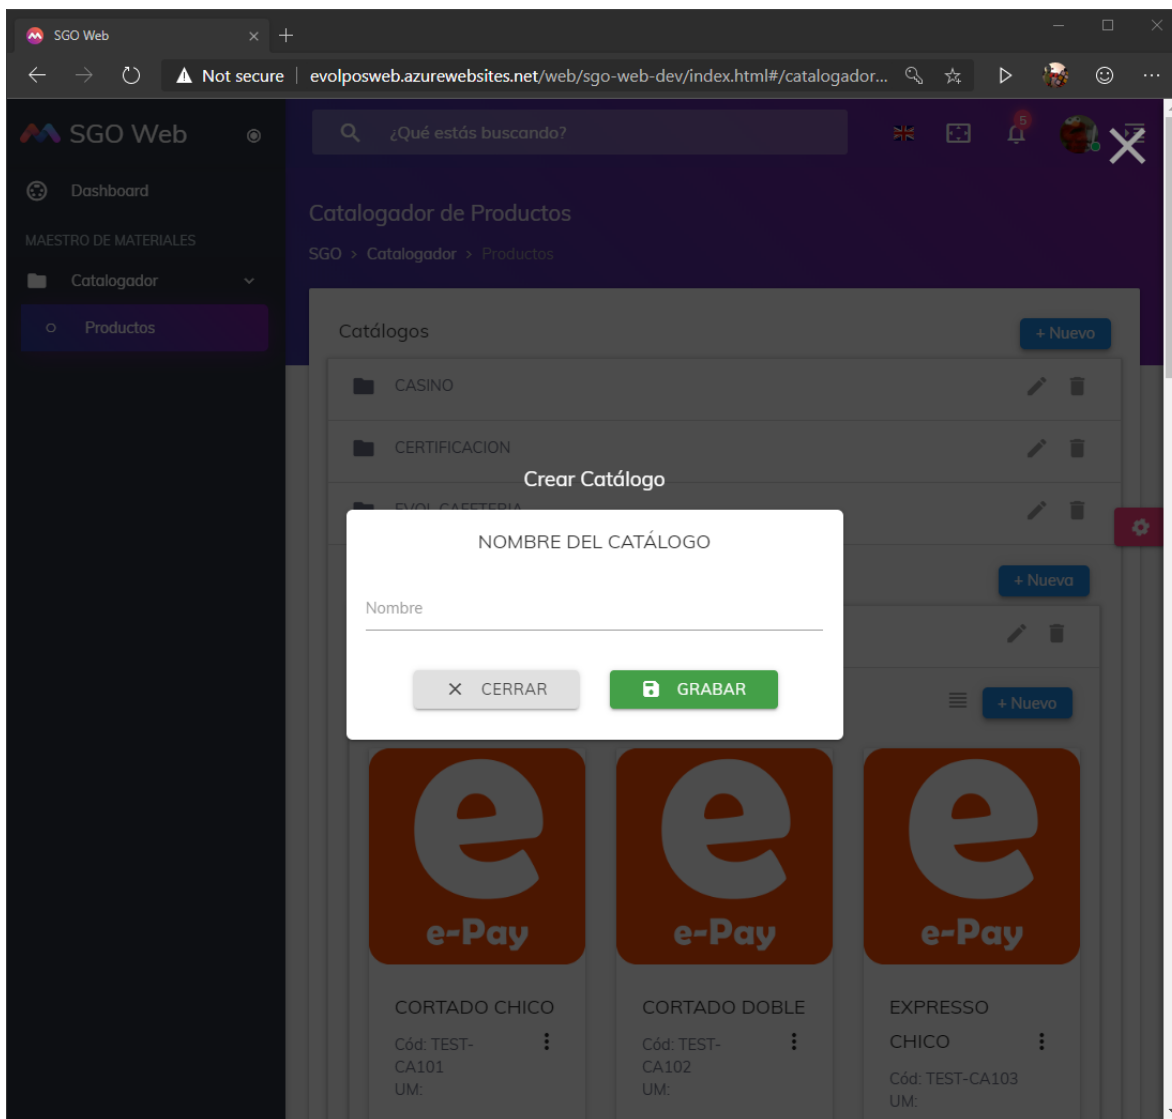 SGO Web
Not secure
evolposweb.azurewebsites.net/web/sgo-web-dev/index.html#/catalogador...
SGO Web
¿Qué estás buscando?
5
Dashboard
Catalogador de Productos
MAESTRO DE MATERIALES
SGO > Catalogador > Productos
Catalogador
Productos
Catálogos
+ Nuevo
CASINO
CERTIFICACION
Crear Catálogo
EVOL CAFETERIA
NOMBRE DEL CATÁLOGO
+ Nueva
Nombre
CERRAR
GRABAR
+ Nuevo
e
e-Pay
e
e-Pay
e
e-Pay
CORTADO CHICO
Cód: TEST-
CA101
UM:
CORTADO DOBLE
Cód: TEST-
CA102
UM:
EXPRESSO
CHICO
Cód: TEST-CA103
UM: